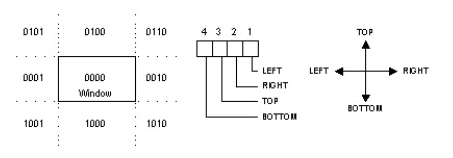 0101 0100 0110
0001 0000 0010
Window
1001 1000 1010
4 3 2 1
LEFT
RIGHT
TOP
BOTTOM
TOP
LEFT RIGHT
BOTTOM